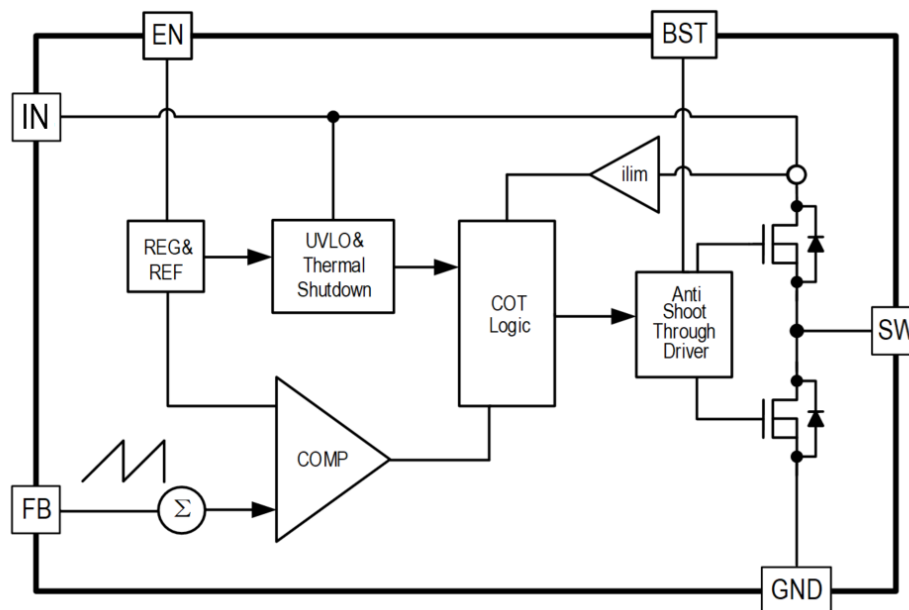 EN
BST
IN
ilim
REG&
REF
UVLO&
Thermal
Shutdown
COT
Logic
Anti
Shoot
Through
Driver
SW
COMP
FB
Σ
GND